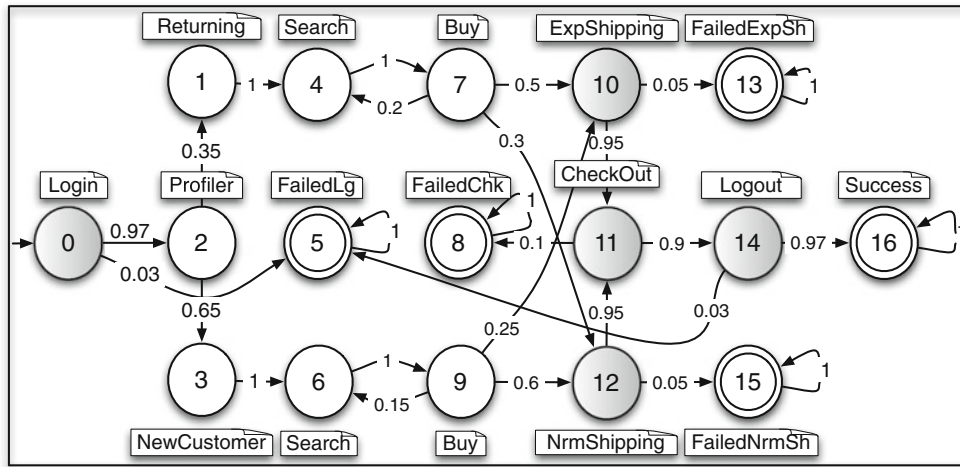 Returning Search Buy ExpShipping FailedExpSh
1 1 4 1 0.2 7 0.5 10 0.05 13 1
0.35 0.3 0.95
Login Profiler FailedLg FailedChk CheckOut Logout Success
0 0.97 2 5 1 8 1 0.1 11 0.9 14 0.97 16
0.03 0.65 0.25 0.95 0.03
3 1 6 1 0.15 9 0.6 12 0.05 15 1
NewCustomer Search Buy NrmShipping FailedNrmSh